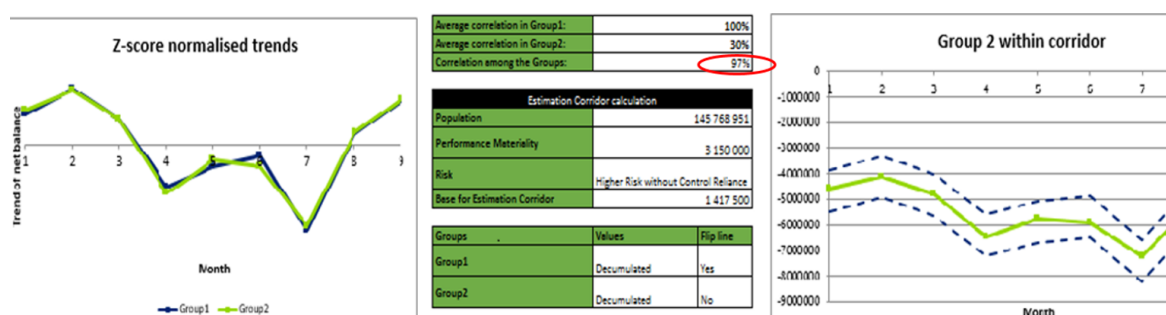 Z-score normalised trends
Trend of net balance
1 2 3 4 5 6 7 8 9
Month
Group1 Group2
Average correlation in Group1: 100%
Average correlation in Group2: 30%
Correlation among the Groups: 97%
Estimation Corridor calculation
Population 145 768 951
Performance Materiality 3 150 000
Risk Higher Risk without Control Reliance
Base for Estimation Corridor 1 417 500
Groups . Values Flip line
Group1 Decumulated Yes
Group2 Decumulated No
Group 2 within corridor
0
1 2 3 4 5 6 7
-1000000
-2000000
-3000000
-4000000
-5000000
-6000000
-7000000
-8000000
-9000000
Month